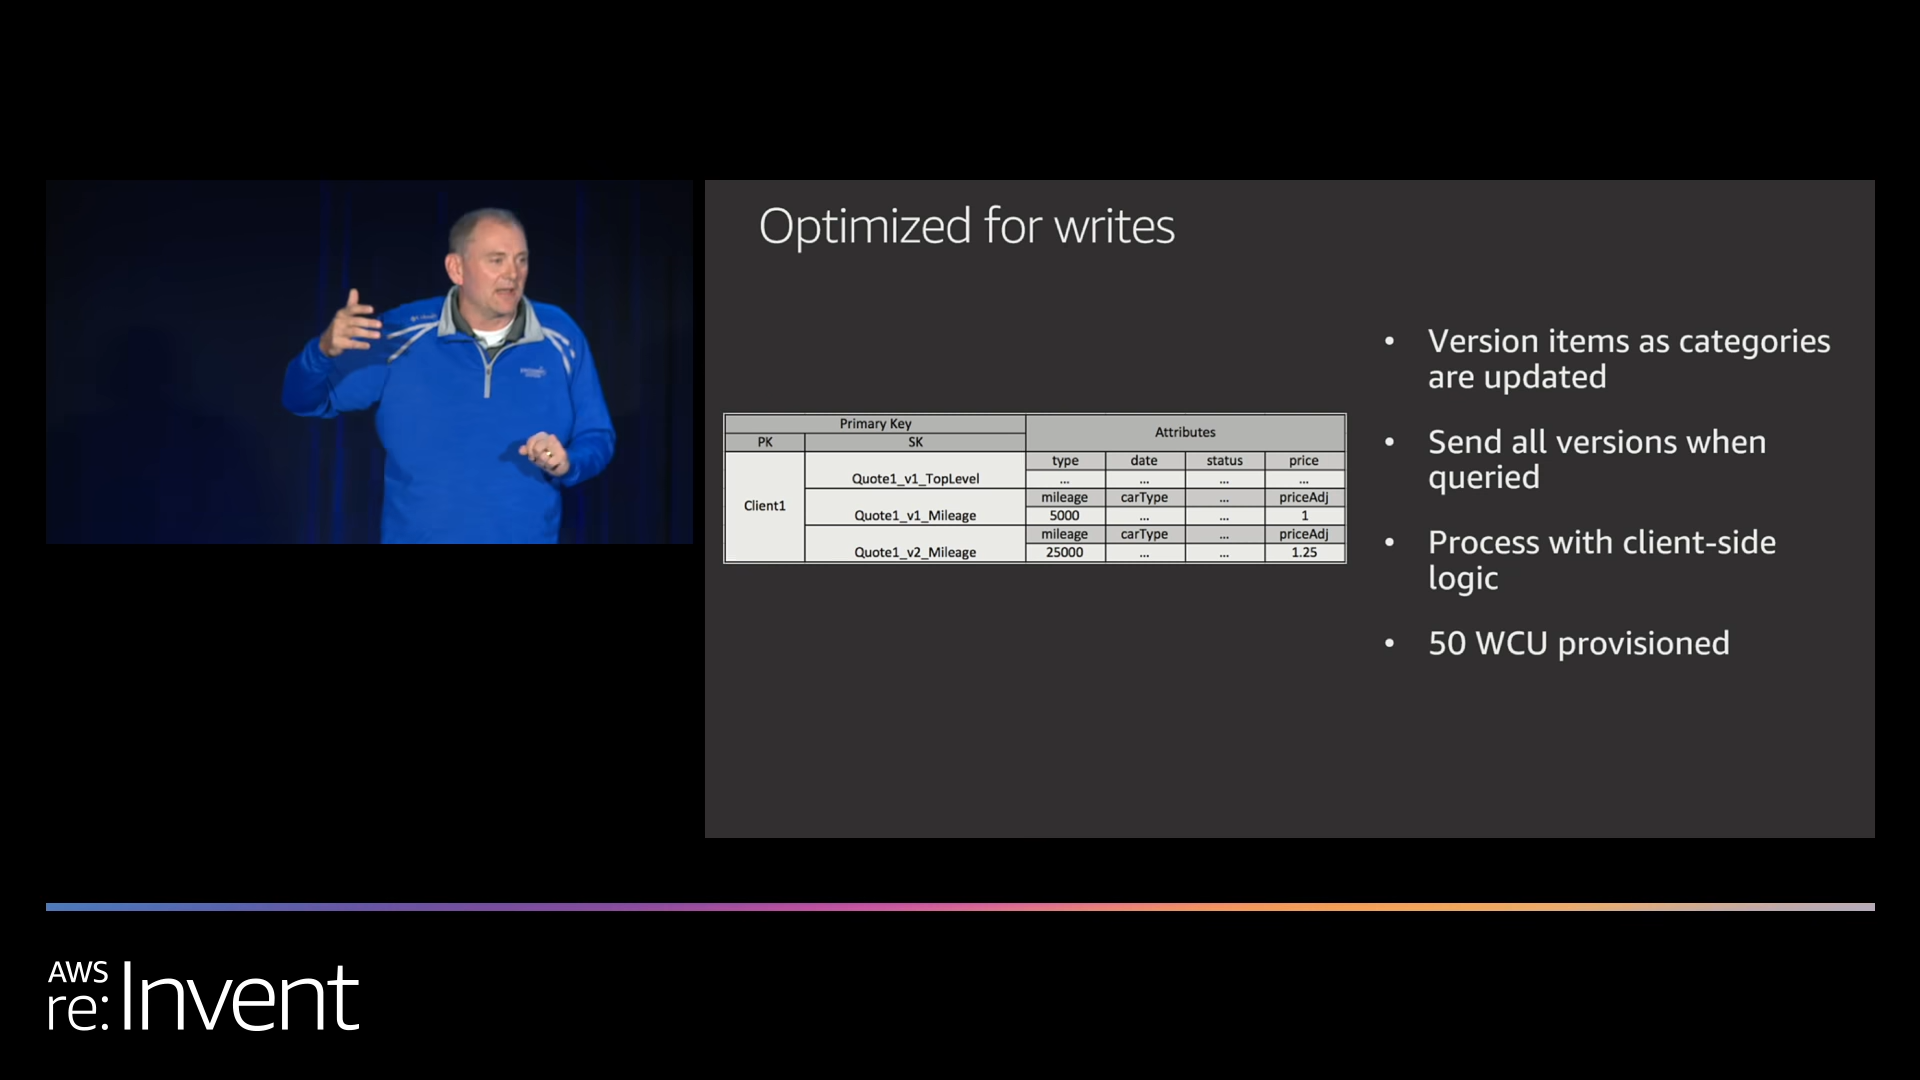 Optimized for writes
Primary Key
Attributes
PK
SK
type date status price
Quote1_v1_TopLevel
... ... ... ...
Client1
mileage carType ... priceAdj
Quote1_v1_Mileage
5000 ... ... 1
mileage carType ... priceAdj
Quote1_v2_Mileage
25000 ... ... 1.25
• Version items as categories
are updated
• Send all versions when
queried
• Process with client-side
logic
• 50 WCU provisioned
AWS
re:Invent